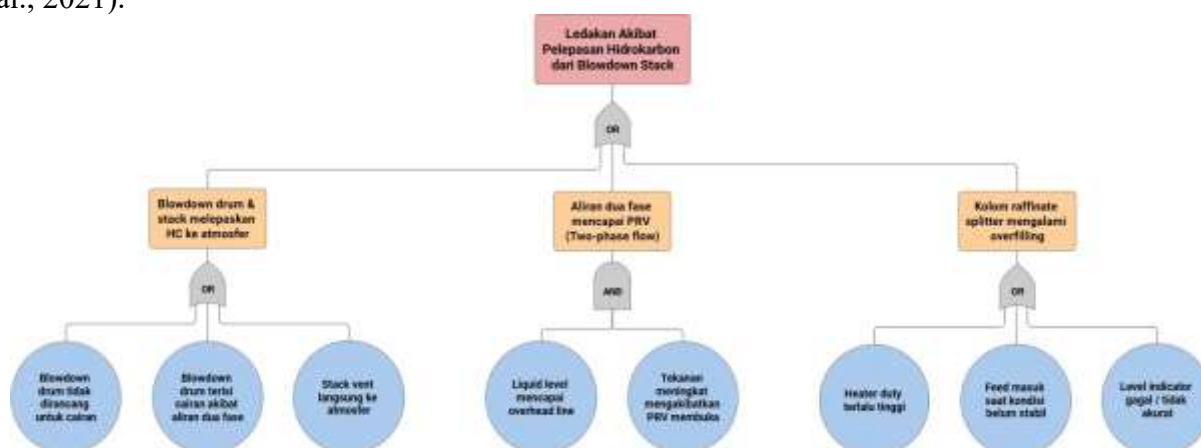 al., 2021).
Ledakan Akibat
Pelepasan Hidrokarbon
dari Blowdown Stack
OR
Blowdown drum &
stack melepaskan
HC ke atmosfer
Aliran dua fase
mencapai PRV
(Two-phase flow)
Kolom raffinate
splitter mengalami
overfilling
OR
AND
OR
Blowdown
drum tidak
dirancang
untuk cairan
Blowdown
drum terisi
cairan akibat
aliran dua fase
Stack vent
langsung ke
atmosfer
Liquid level
mencapai
overhead line
Tekanan
meningkat
mengakibatkan
PRV membuka
Heater duty
terlalu tinggi
Feed masuk
saat kondisi
belum stabil
Level indicator
gagal / tidak
akurat